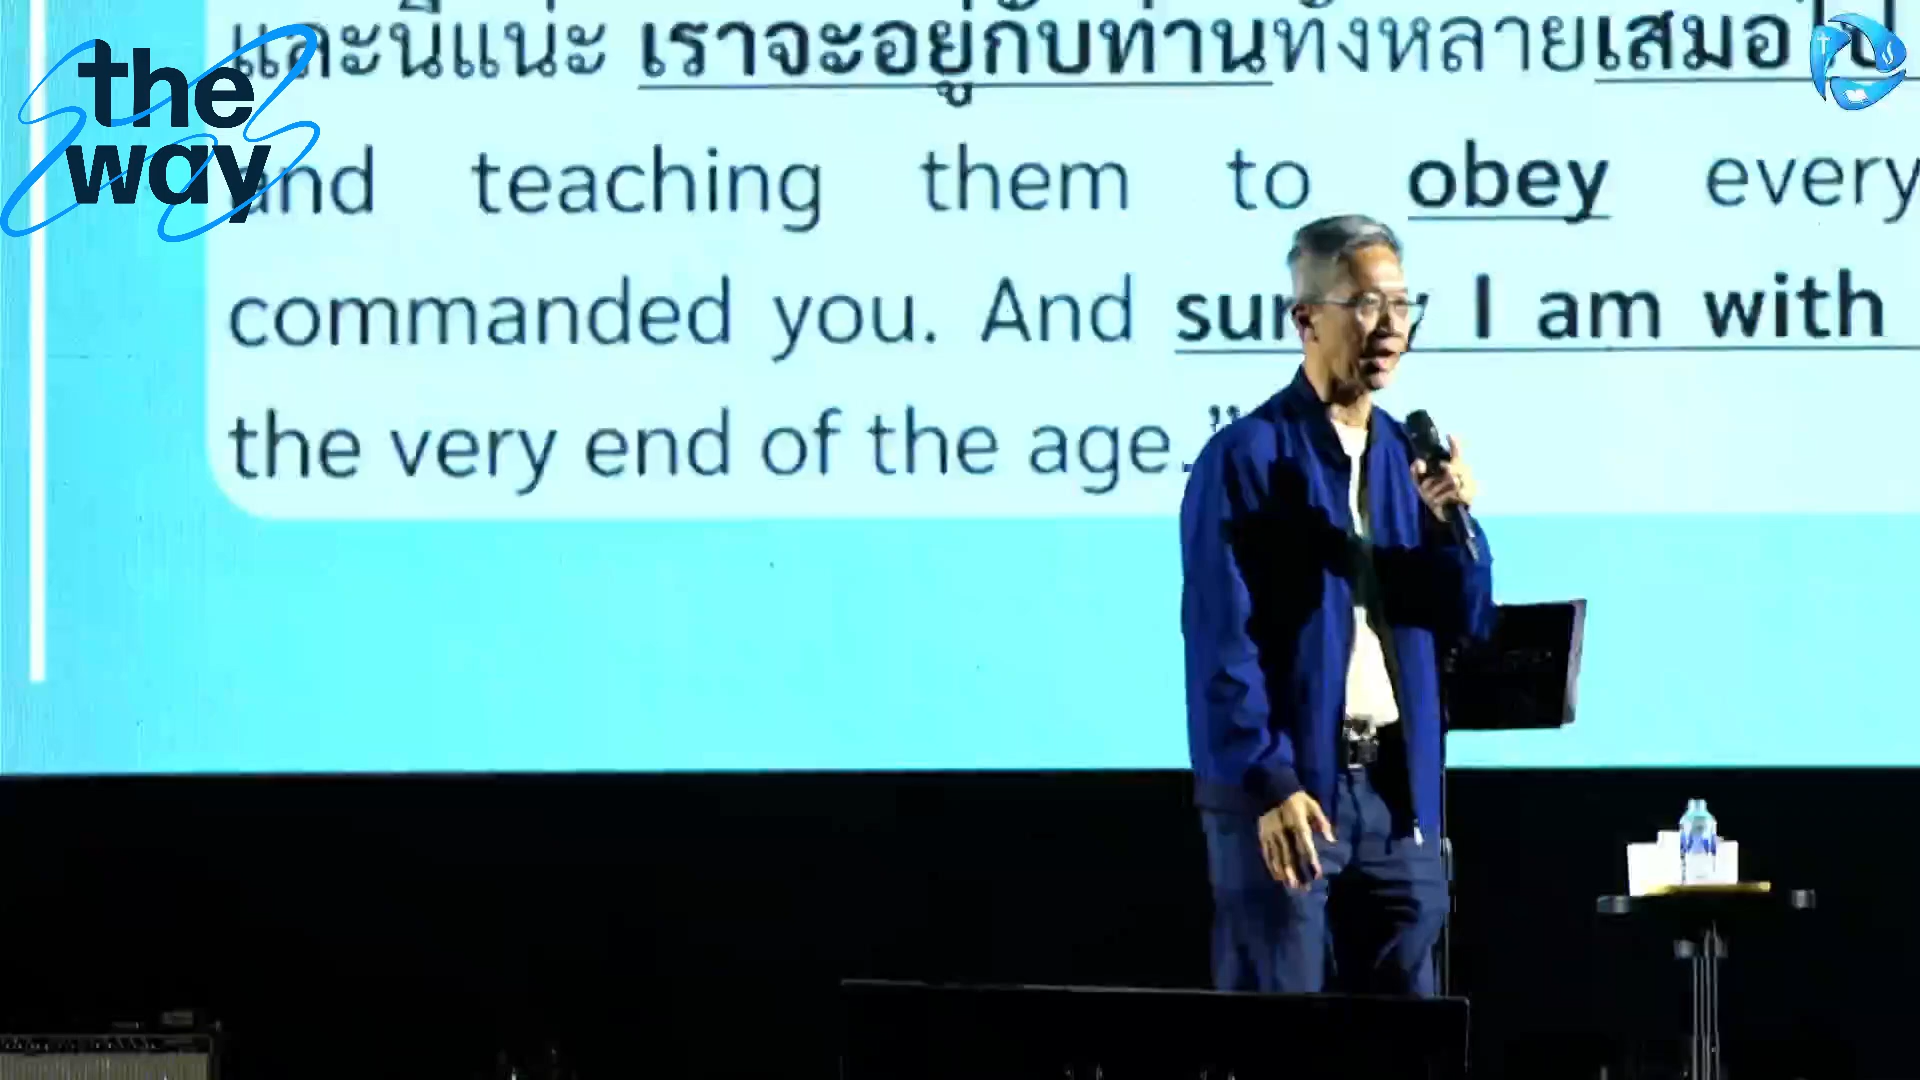 และนี่แน่ะ เราจะอยู่กับท่านทั้งหลายเสมอไป
the
way
and teaching them to obey every
commanded you. And I am with
the very end of the age.”